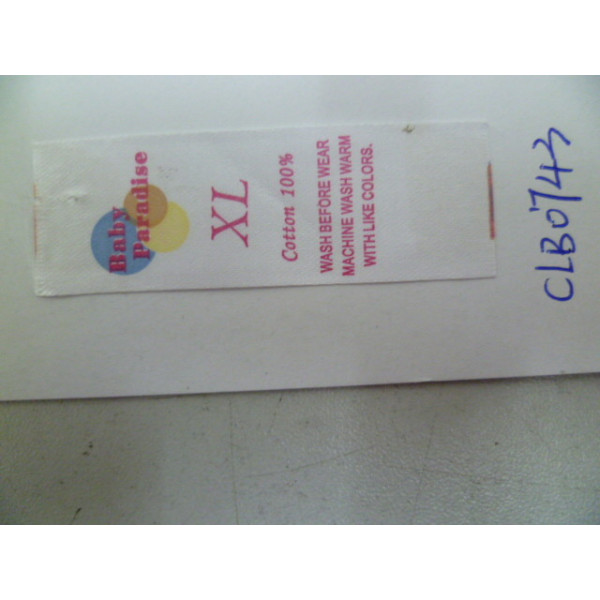 Baby
Paradise
XL
Cotton 100%
WASH BEFORE WEAR
MACHINE WASH WARM
WITH LIKE COLORS.
CLB0743